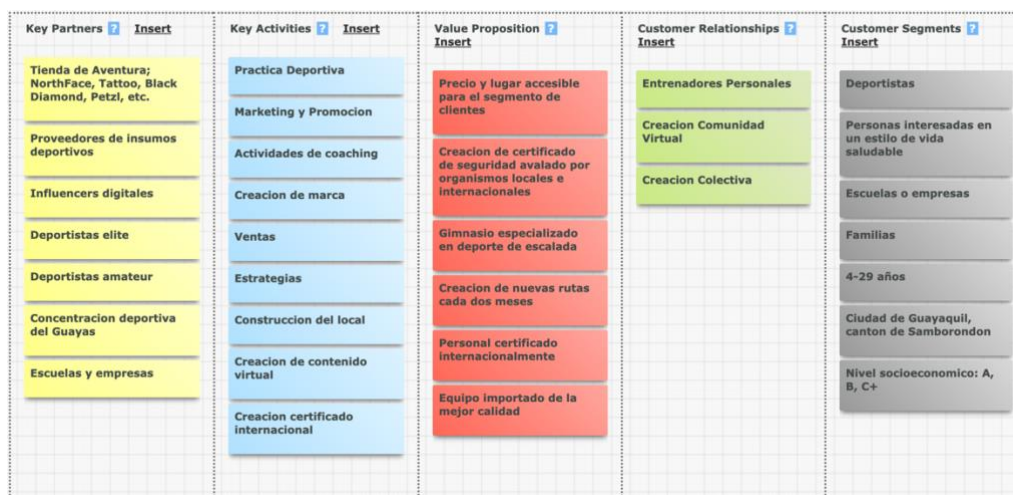 Key Partners ? Insert
Tienda de Aventura;
NorthFace, Tattoo, Black
Diamond, Petzl, etc.
Proveedores de insumos
deportivos
Influencers digitales
Deportistas elite
Deportistas amateur
Concentracion deportiva
del Guayas
Escuelas y empresas
Key Activities ? Insert
Practica Deportiva
Marketing y Promocion
Actividades de coaching
Creacion de marca
Ventas
Estrategias
Construccion del local
Creacion de contenido
virtual
Creacion certificado
internacional
Value Proposition ?
Insert
Precio y lugar accesible
para el segmento de
clientes
Creacion de certificado
de seguridad avalado por
organismos locales e
internacionales
Gimnasio especializado
en deporte de escalada
Creacion de nuevas rutas
cada dos meses
Personal certificado
internacionalmente
Equipo importado de la
mejor calidad
Customer Relationships ?
Insert
Entrenadores Personales
Creacion Comunidad
Virtual
Creacion Colectiva
Customer Segments ?
Insert
Deportistas
Personas interesadas en
un estilo de vida
saludable
Escuelas o empresas
Familias
4-29 años
Ciudad de Guayaquil,
canton de Samborondon
Nivel socioeconomico: A,
B, C+